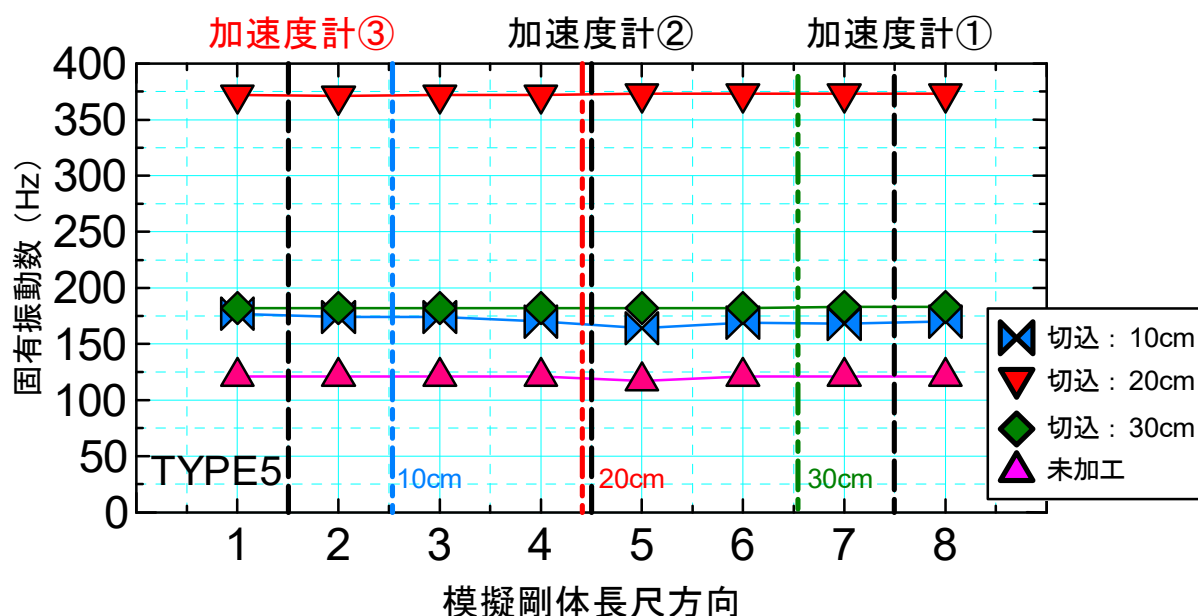 加速度計③ 加速度計② 加速度計①
固有振動数（Hz）
400
350
300
250
200
150
100
50
0
TYPE5
10cm 20cm 30cm
切込：10cm
切込：20cm
切込：30cm
未加工
1 2 3 4 5 6 7 8
模擬剛体長尺方向